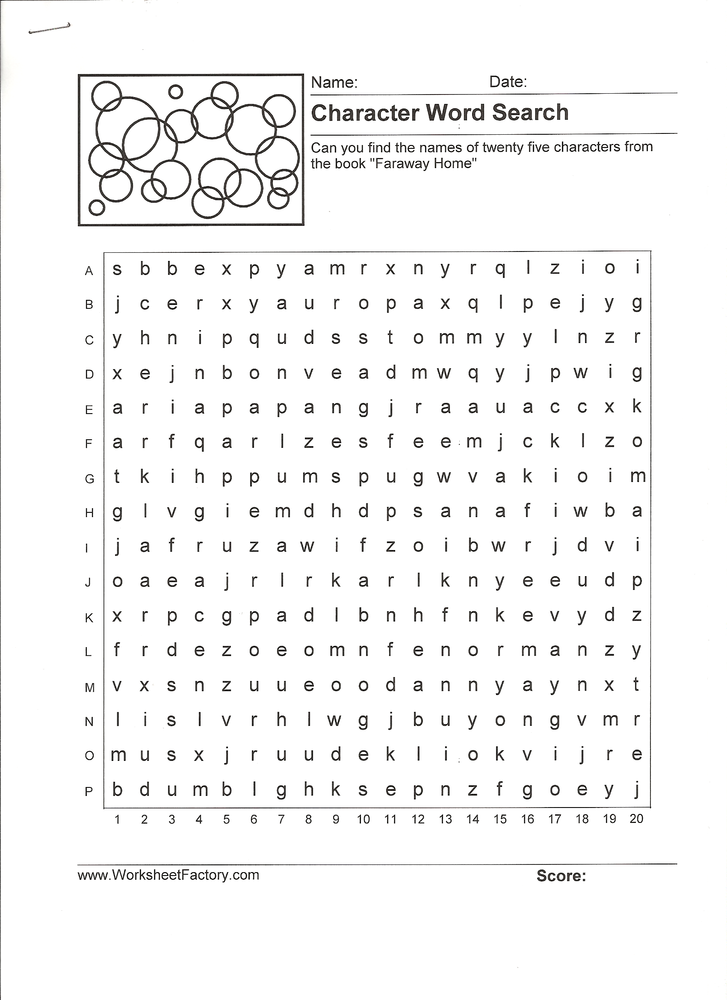 Name: Date:
Character Word Search
Can you find the names of twenty five characters from
the book "Faraway Home"
A s b b e x p y a m r x n y r q l z i o i
B j c e r x y a u r o p a x q l p e j y g
C y h n i p q u d s s t o m m y y l n z r
D x e j n b o n v e a d m w q y j p w i g
E a r i a p a p a n g j r a a u a c c x k
F a r f q a r l z e s f e e m j c k l z o
G t k i h p p u m s p u g w v a k i o i m
H g l v g i e m d h d p s a n a f i w b a
I j a f r u z a w i f z o i b w r j d v i
J o a e a j r l r k a r l k n y e e u d p
K x r p c g p a d l b n h f n k e v y d z
L f r d e z o e o m n f e n o r m a n z y
M v x s n z u u e o o d a n n y a y n x t
N l i s l v r h l w g j b u y o n g v m r
O m u s x j r u u d e k l i o k v i j r e
P b d u m b l g h k s e p n z f g o e y j
1 2 3 4 5 6 7 8 9 10 11 12 13 14 15 16 17 18 19 20
www.WorksheetFactory.com Score: